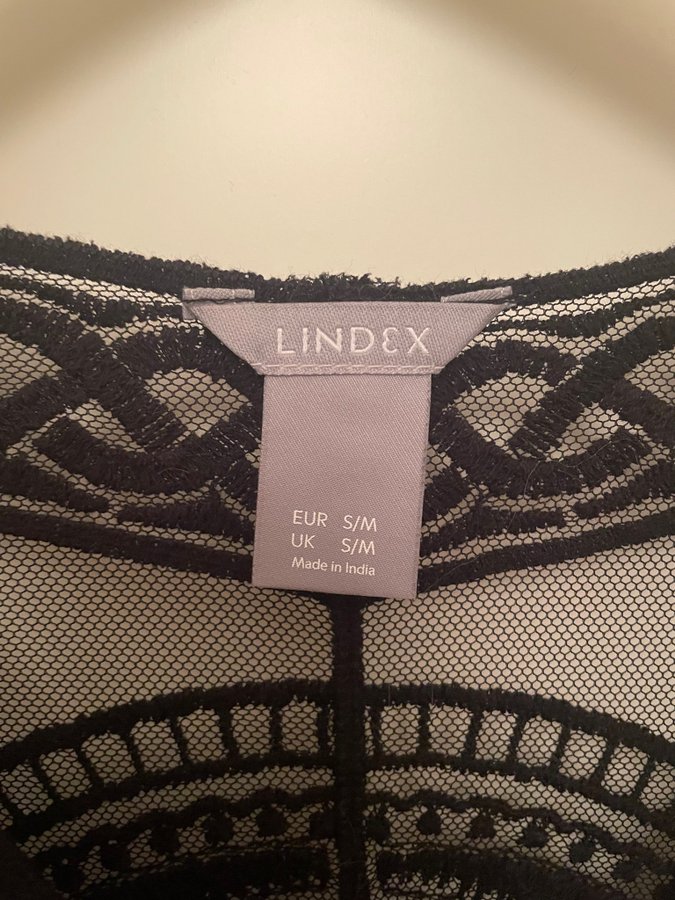 LINDEX
EUR S/M
UK S/M
Made in India